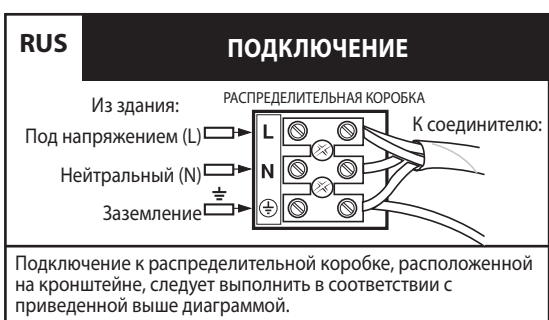 RUS
ПОДКЛЮЧЕНИЕ
РАСПРЕДЕЛИТЕЛЬНАЯ КОРОБКА
Из здания:
К соединителю:
Под напряжением (L)
L
Нейтральный (N)
N
Заземление
Подключение к распределительной коробке, расположенной
на кронштейне, следует выполнить в соответствии с
приведенной выше диаграммой.